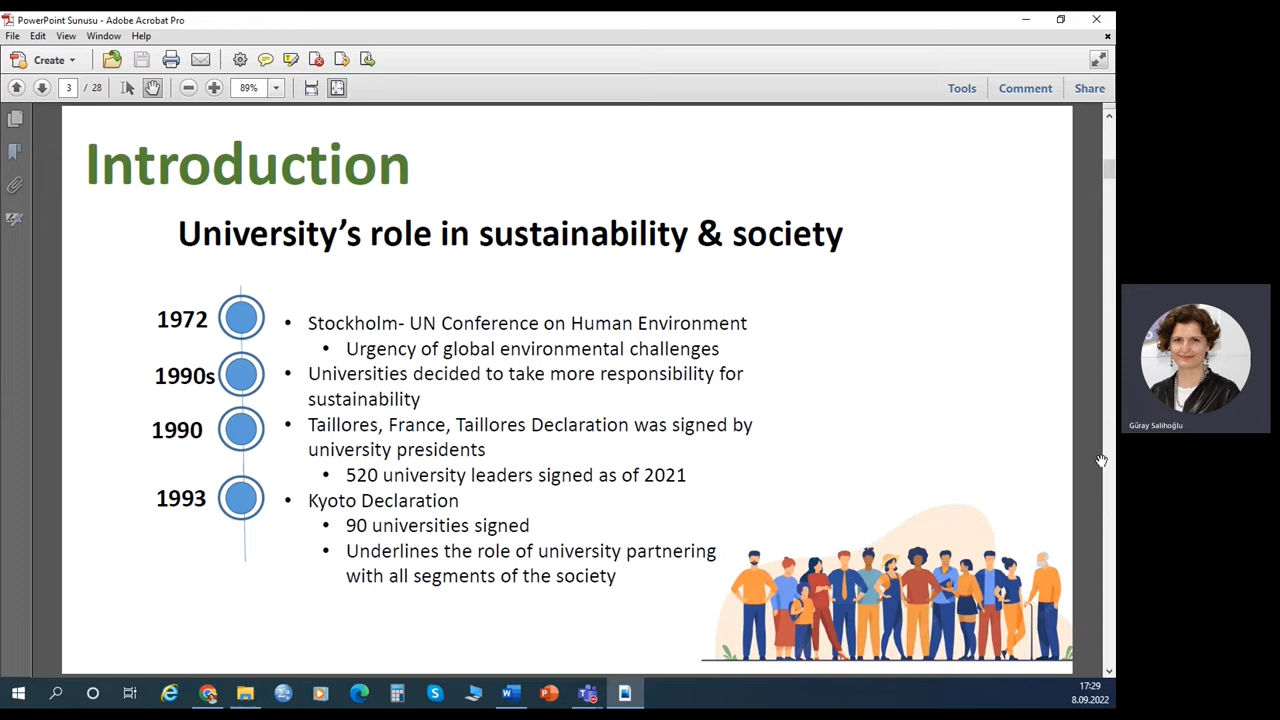 PowerPoint Sunusu - Adobe Acrobat Pro
File Edit View Window Help
Create
3 / 28
89%
Tools Comment Share
Introduction
University's role in sustainability & society
1972
• Stockholm- UN Conference on Human Environment
• Urgency of global environmental challenges
1990s
• Universities decided to take more responsibility for
sustainability
1990
• Taillores, France, Taillores Declaration was signed by
university presidents
• 520 university leaders signed as of 2021
1993
• Kyoto Declaration
• 90 universities signed
• Underlines the role of university partnering
with all segments of the society
Güray Salihoğlu
17:29
8.09.2022